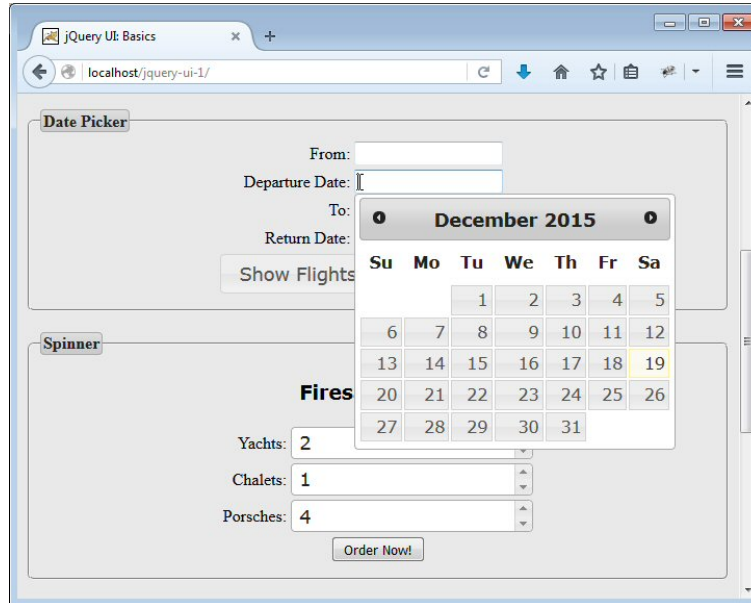 jQuery UI: Basics
localhost/jquery-ui-1/
Date Picker
From:
Departure Date:
To:
Return Date:
Show Flights
December 2015
Su Mo Tu We Th Fr Sa
1 2 3 4 5
6 7 8 9 10 11 12
13 14 15 16 17 18 19
20 21 22 23 24 25 26
27 28 29 30 31
Spinner
Fires
Yachts: 2
Chalets: 1
Porsches: 4
Order Now!